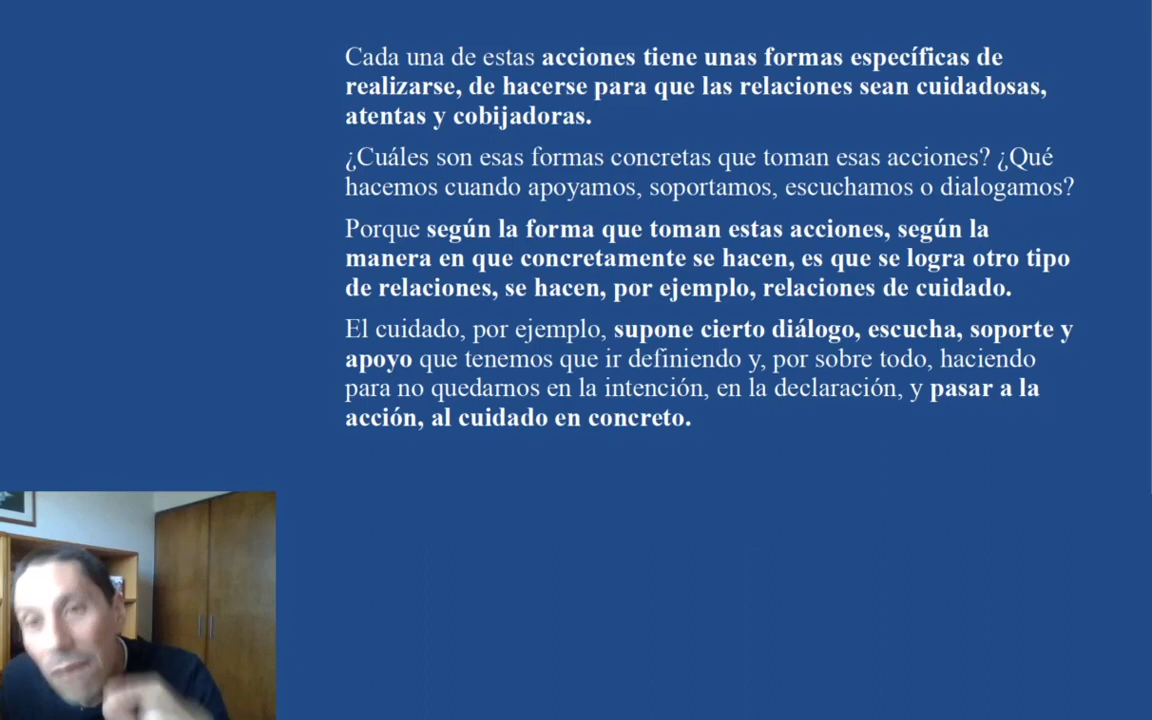 Cada una de estas acciones tiene unas formas específicas de
realizarse, de hacerse para que las relaciones sean cuidadosas,
atentas y cobijadoras.
¿Cuáles son esas formas concretas que toman esas acciones? ¿Qué
hacemos cuando apoyamos, soportamos, escuchamos o dialogamos?
Porque según la forma que toman estas acciones, según la
manera en que concretamente se hacen, es que se logra otro tipo
de relaciones, se hacen, por ejemplo, relaciones de cuidado.
El cuidado, por ejemplo, supone cierto diálogo, escucha, soporte y
apoyo que tenemos que ir definiendo y, por sobre todo, haciendo
para no quedarnos en la intención, en la declaración, y pasar a la
acción, al cuidado en concreto.